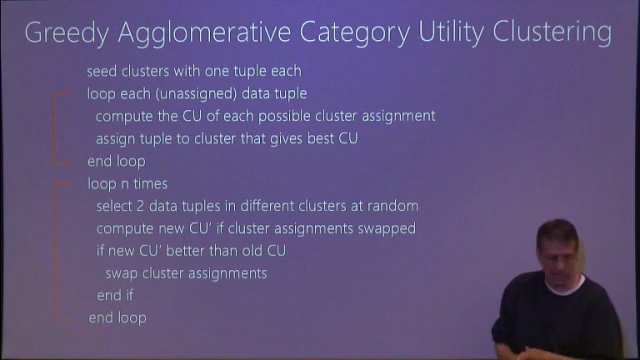 Greedy Agglomerative Category Utility Clustering
seed clusters with one tuple each
loop each (unassigned) data tuple
compute the CU of each possible cluster assignment
assign tuple to cluster that gives best CU
end loop
loop n times
select 2 data tuples in different clusters at random
compute new CU' if cluster assignments swapped
if new CU' better than old CU
swap cluster assignments
end if
end loop